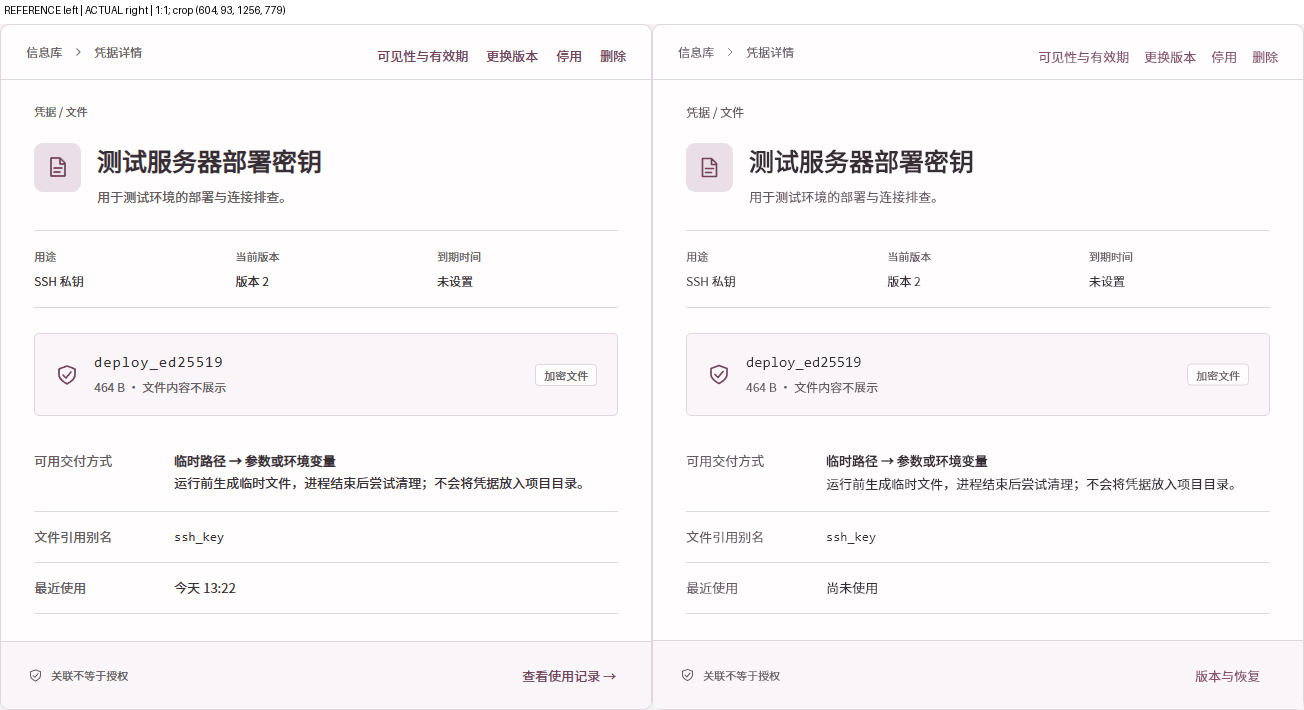 REFERENCE left | ACTUAL right | 1:1; crop (604, 93, 1256, 779)
信息库 > 凭据详情
可见性与有效期 更换版本 停用 删除
凭据 / 文件
测试服务器部署密钥
用于测试环境的部署与连接排查。
用途 当前版本 到期时间
SSH 私钥 版本 2 未设置
deploy_ed25519
464 B • 文件内容不展示
加密文件
可用交付方式
临时路径 → 参数或环境变量
运行前生成临时文件，进程结束后尝试清理；不会将凭据放入项目目录。
文件引用别名 ssh_key
最近使用 今天 13:22
关联不等于授权
查看使用记录 →
信息库 > 凭据详情
可见性与有效期 更换版本 停用 删除
凭据 / 文件
测试服务器部署密钥
用于测试环境的部署与连接排查。
用途 当前版本 到期时间
SSH 私钥 版本 2 未设置
deploy_ed25519
464 B • 文件内容不展示
加密文件
可用交付方式
临时路径 → 参数或环境变量
运行前生成临时文件，进程结束后尝试清理；不会将凭据放入项目目录。
文件引用别名 ssh_key
最近使用 尚未使用
关联不等于授权
版本与恢复